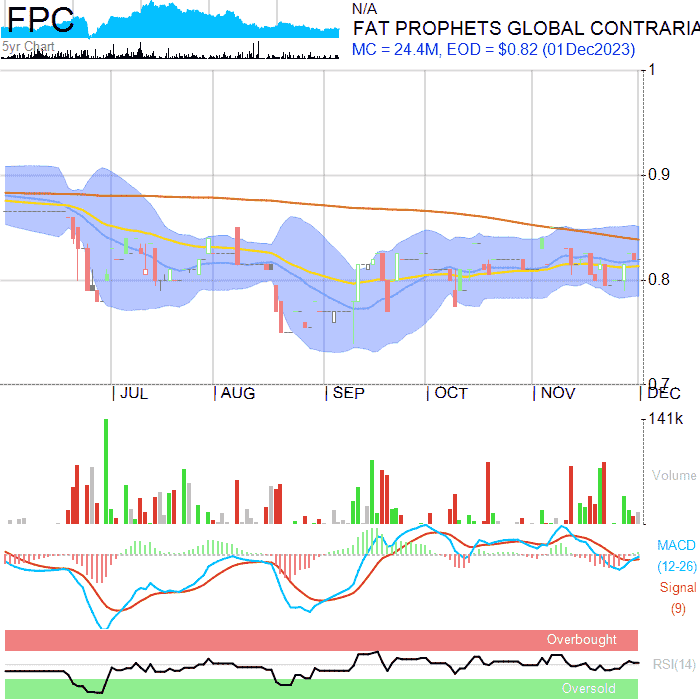 FPC
5yr Chart
N/A
FAT PROPHETS GLOBAL CONTRARIA
MC = 24.4M, EOD = $0.82 (01Dec2023)
1
0.9
0.8
0.7
JUL
AUG
SEP
OCT
NOV
DEC
141k
Volume
MACD
(12-26)
Signal
(9)
Overbought
RSI(14)
Oversold